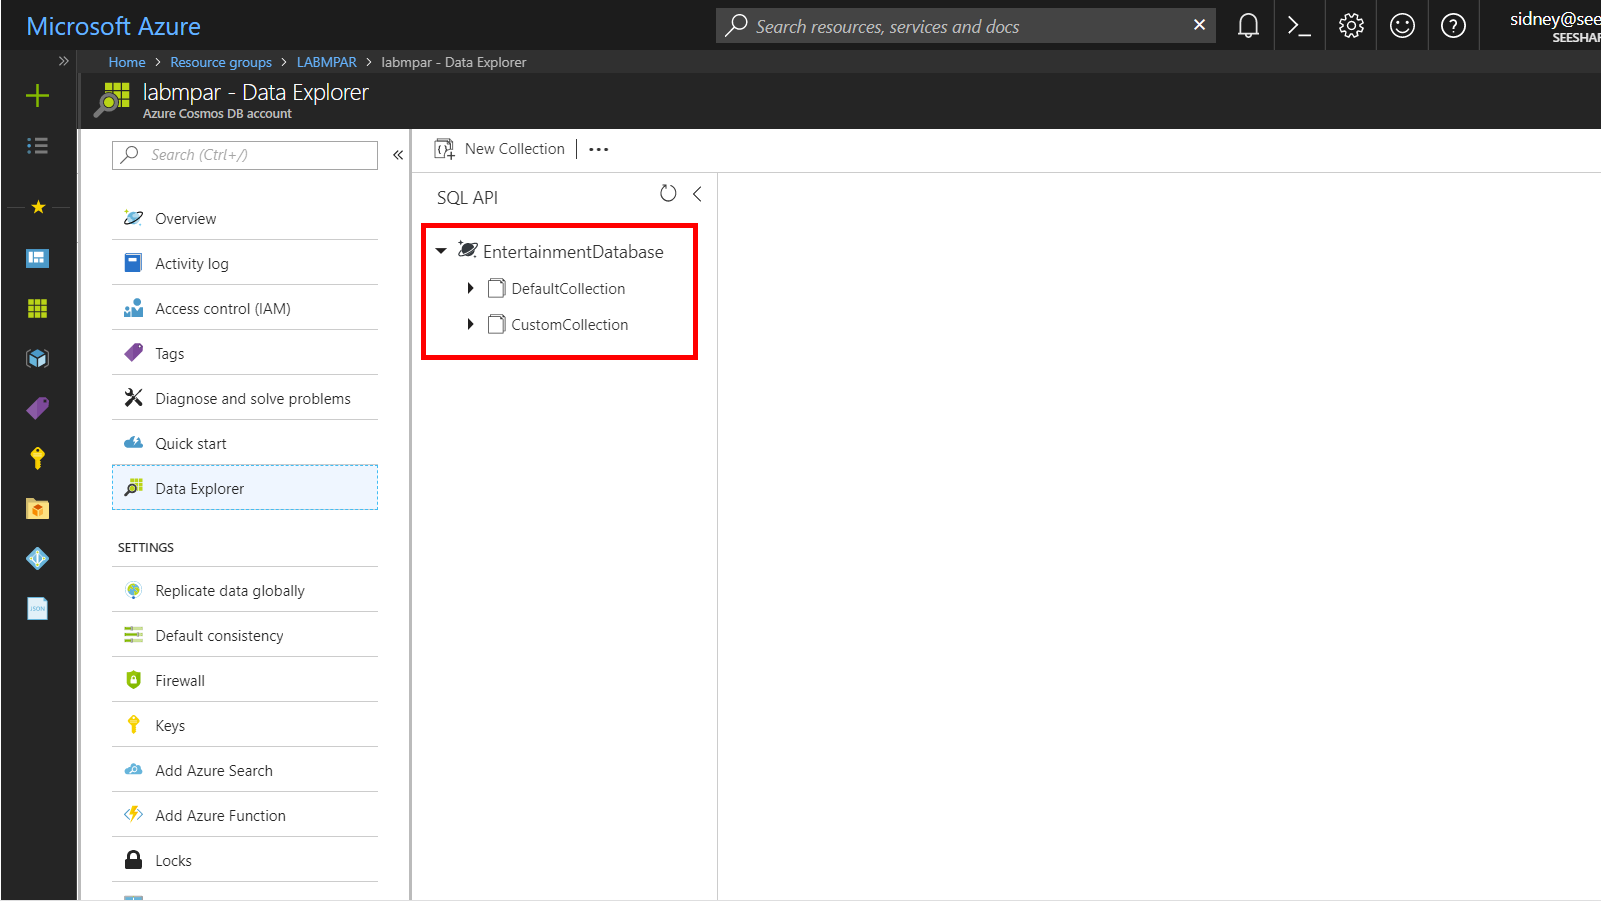 Microsoft Azure
Search resources, services and docs
sidney@see
SEESHAR
Home > Resource groups > LABMPAR > labmpar - Data Explorer
labmpar - Data Explorer
Azure Cosmos DB account
Search (Ctrl+/)
Overview
Activity log
Access control (IAM)
Tags
Diagnose and solve problems
Quick start
Data Explorer
SETTINGS
Replicate data globally
Default consistency
Firewall
Keys
Add Azure Search
Add Azure Function
Locks
New Collection
SQL API
EntertainmentDatabase
DefaultCollection
CustomCollection
JSON